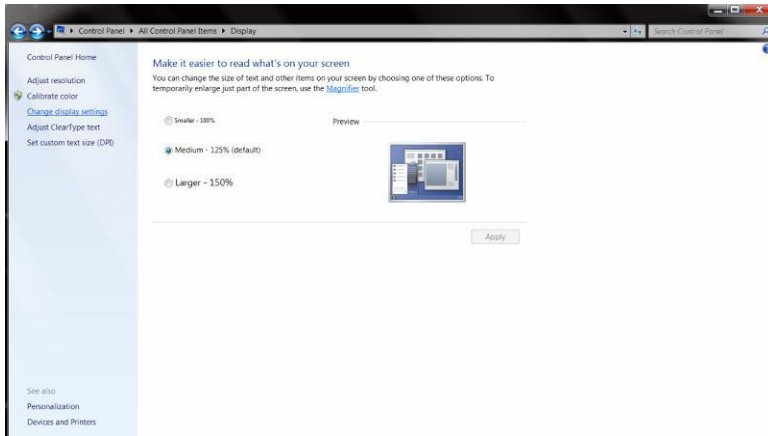 Control Panel All Control Panel Items Display
Search Control Panel
Control Panel Home
Adjust resolution
Calibrate color
Change display settings
Adjust ClearType text
Set custom text size (DPI)
Make it easier to read what's on your screen
You can change the size of text and other items on your screen by choosing one of these options. To
temporarily enlarge just part of the screen, use the Magnifier tool.
Smaller - 100%
Preview
Medium - 125% (default)
Larger - 150%
Apply
See also
Personalization
Devices and Printers